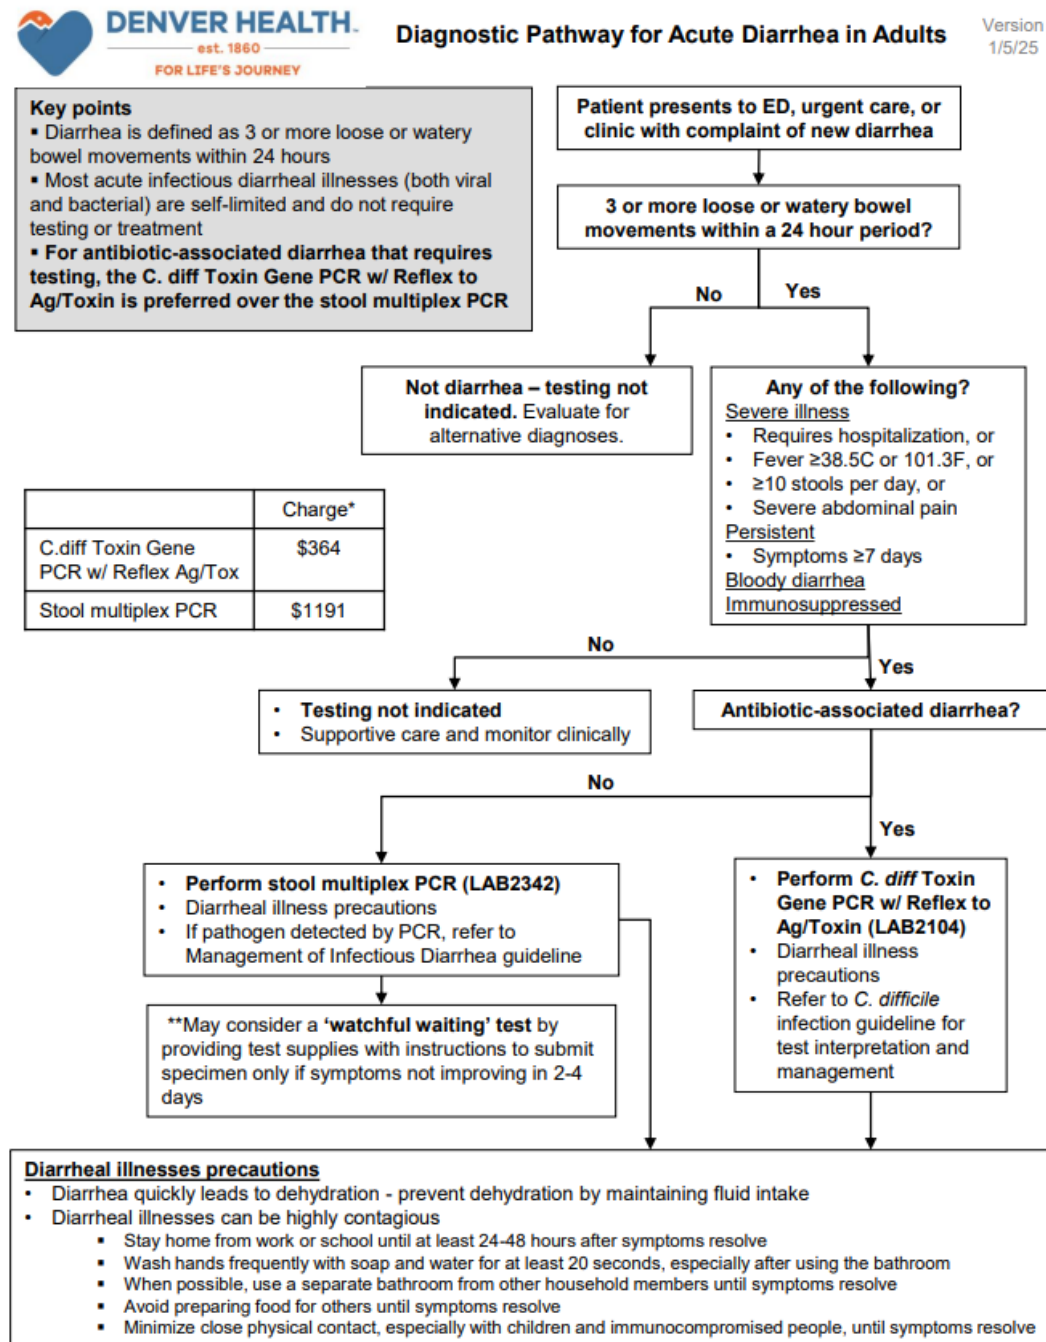 DENVER HEALTH™
est. 1860
FOR LIFE'S JOURNEY
Diagnostic Pathway for Acute Diarrhea in Adults
Version
1/5/25
Key points
▪ Diarrhea is defined as 3 or more loose or watery
bowel movements within 24 hours
▪ Most acute infectious diarrheal illnesses (both viral
and bacterial) are self-limited and do not require
testing or treatment
▪ For antibiotic-associated diarrhea that requires
testing, the C. diff Toxin Gene PCR w/ Reflex to
Ag/Toxin is preferred over the stool multiplex PCR
Patient presents to ED, urgent care, or
clinic with complaint of new diarrhea
3 or more loose or watery bowel
movements within a 24 hour period?
No
Yes
Not diarrhea – testing not
indicated. Evaluate for
alternative diagnoses.
Any of the following?
Severe illness
• Requires hospitalization, or
• Fever ≥38.5C or 101.3F, or
• ≥10 stools per day, or
• Severe abdominal pain
Persistent
• Symptoms ≥7 days
Bloody diarrhea
Immunosuppressed
Charge*
C.diff Toxin Gene
PCR w/ Reflex Ag/Tox
$364
Stool multiplex PCR
$1191
No
Yes
• Testing not indicated
• Supportive care and monitor clinically
Antibiotic-associated diarrhea?
No
Yes
• Perform stool multiplex PCR (LAB2342)
• Diarrheal illness precautions
• If pathogen detected by PCR, refer to
Management of Infectious Diarrhea guideline
• Perform C. diff Toxin
Gene PCR w/ Reflex to
Ag/Toxin (LAB2104)
• Diarrheal illness
precautions
• Refer to C. difficile
infection guideline for
test interpretation and
management
**May consider a ‘watchful waiting’ test by
providing test supplies with instructions to submit
specimen only if symptoms not improving in 2-4
days
Diarrheal illnesses precautions
• Diarrhea quickly leads to dehydration - prevent dehydration by maintaining fluid intake
• Diarrheal illnesses can be highly contagious
▪ Stay home from work or school until at least 24-48 hours after symptoms resolve
▪ Wash hands frequently with soap and water for at least 20 seconds, especially after using the bathroom
▪ When possible, use a separate bathroom from other household members until symptoms resolve
▪ Avoid preparing food for others until symptoms resolve
▪ Minimize close physical contact, especially with children and immunocompromised people, until symptoms resolve